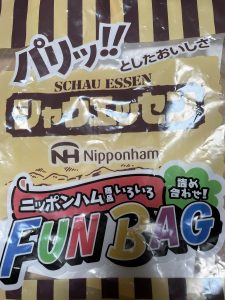 パリッ!!
としたおいしさ
SCHAU ESSEN
シャウエッセン
NH Nipponham
ニッポンハム商品いろいろ
詰め
合わせ!
FUN BAG